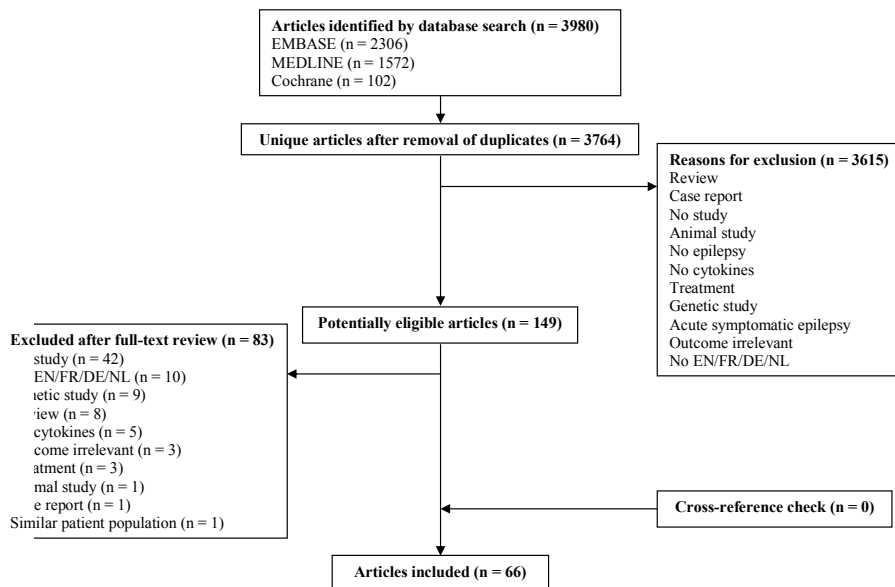 Articles identified by database search (n = 3980)
EMBASE (n = 2306)
MEDLINE (n = 1572)
Cochrane (n = 102)
Unique articles after removal of duplicates (n = 3764)
Reasons for exclusion (n = 3615)
Review
Case report
No study
Animal study
No epilepsy
No cytokines
Treatment
Genetic study
Acute symptomatic epilepsy
Outcome irrelevant
No EN/FR/DE/NL
Potentially eligible articles (n = 149)
Excluded after full-text review (n = 83)
study (n = 42)
EN/FR/DE/NL (n = 10)
netic study (n = 9)
view (n = 8)
cytokines (n = 5)
come irrelevant (n = 3)
atment (n = 3)
mal study (n = 1)
e report (n = 1)
Similar patient population (n = 1)
Cross-reference check (n = 0)
Articles included (n = 66)